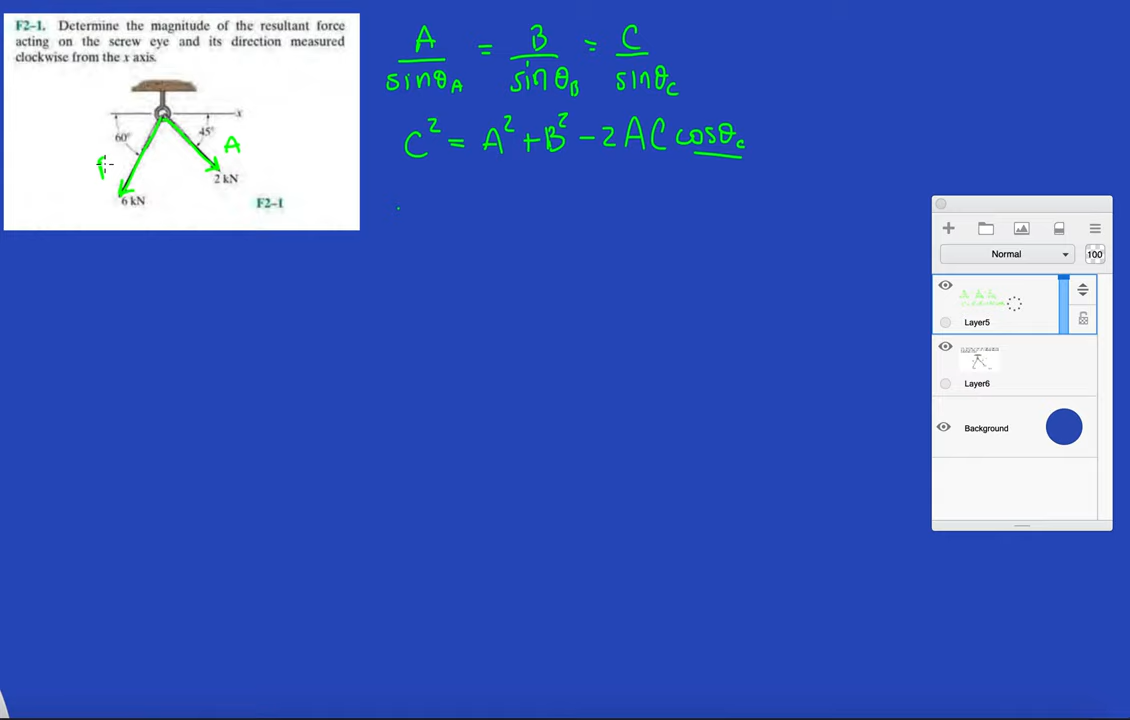 F2–1. Determine the magnitude of the resultant force
acting on the screw eye and its direction measured
clockwise from the x axis.
x
60°
45°
A
2 kN
6 kN
F2–1
A/sinθA = B/sinθB = C/sinθC
C² = A² + B² − 2AC cosθc
Normal
100
Layer5
Layer6
Background